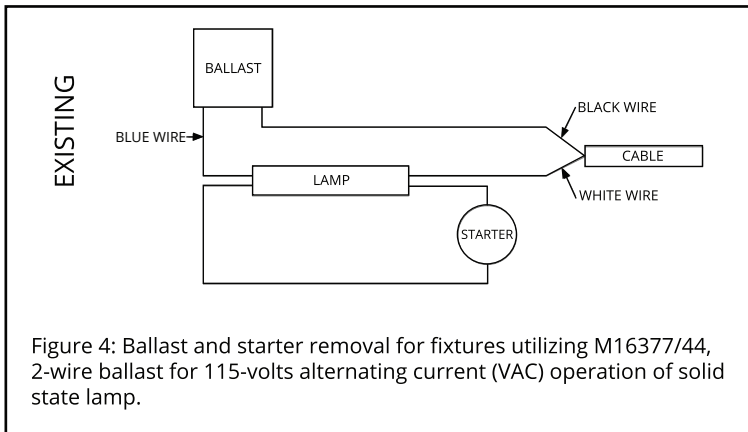 EXISTING
BALLAST
BLACK WIRE
BLUE WIRE
CABLE
LAMP
WHITE WIRE
STARTER
Figure 4: Ballast and starter removal for fixtures utilizing M16377/44,
2-wire ballast for 115-volts alternating current (VAC) operation of solid
state lamp.